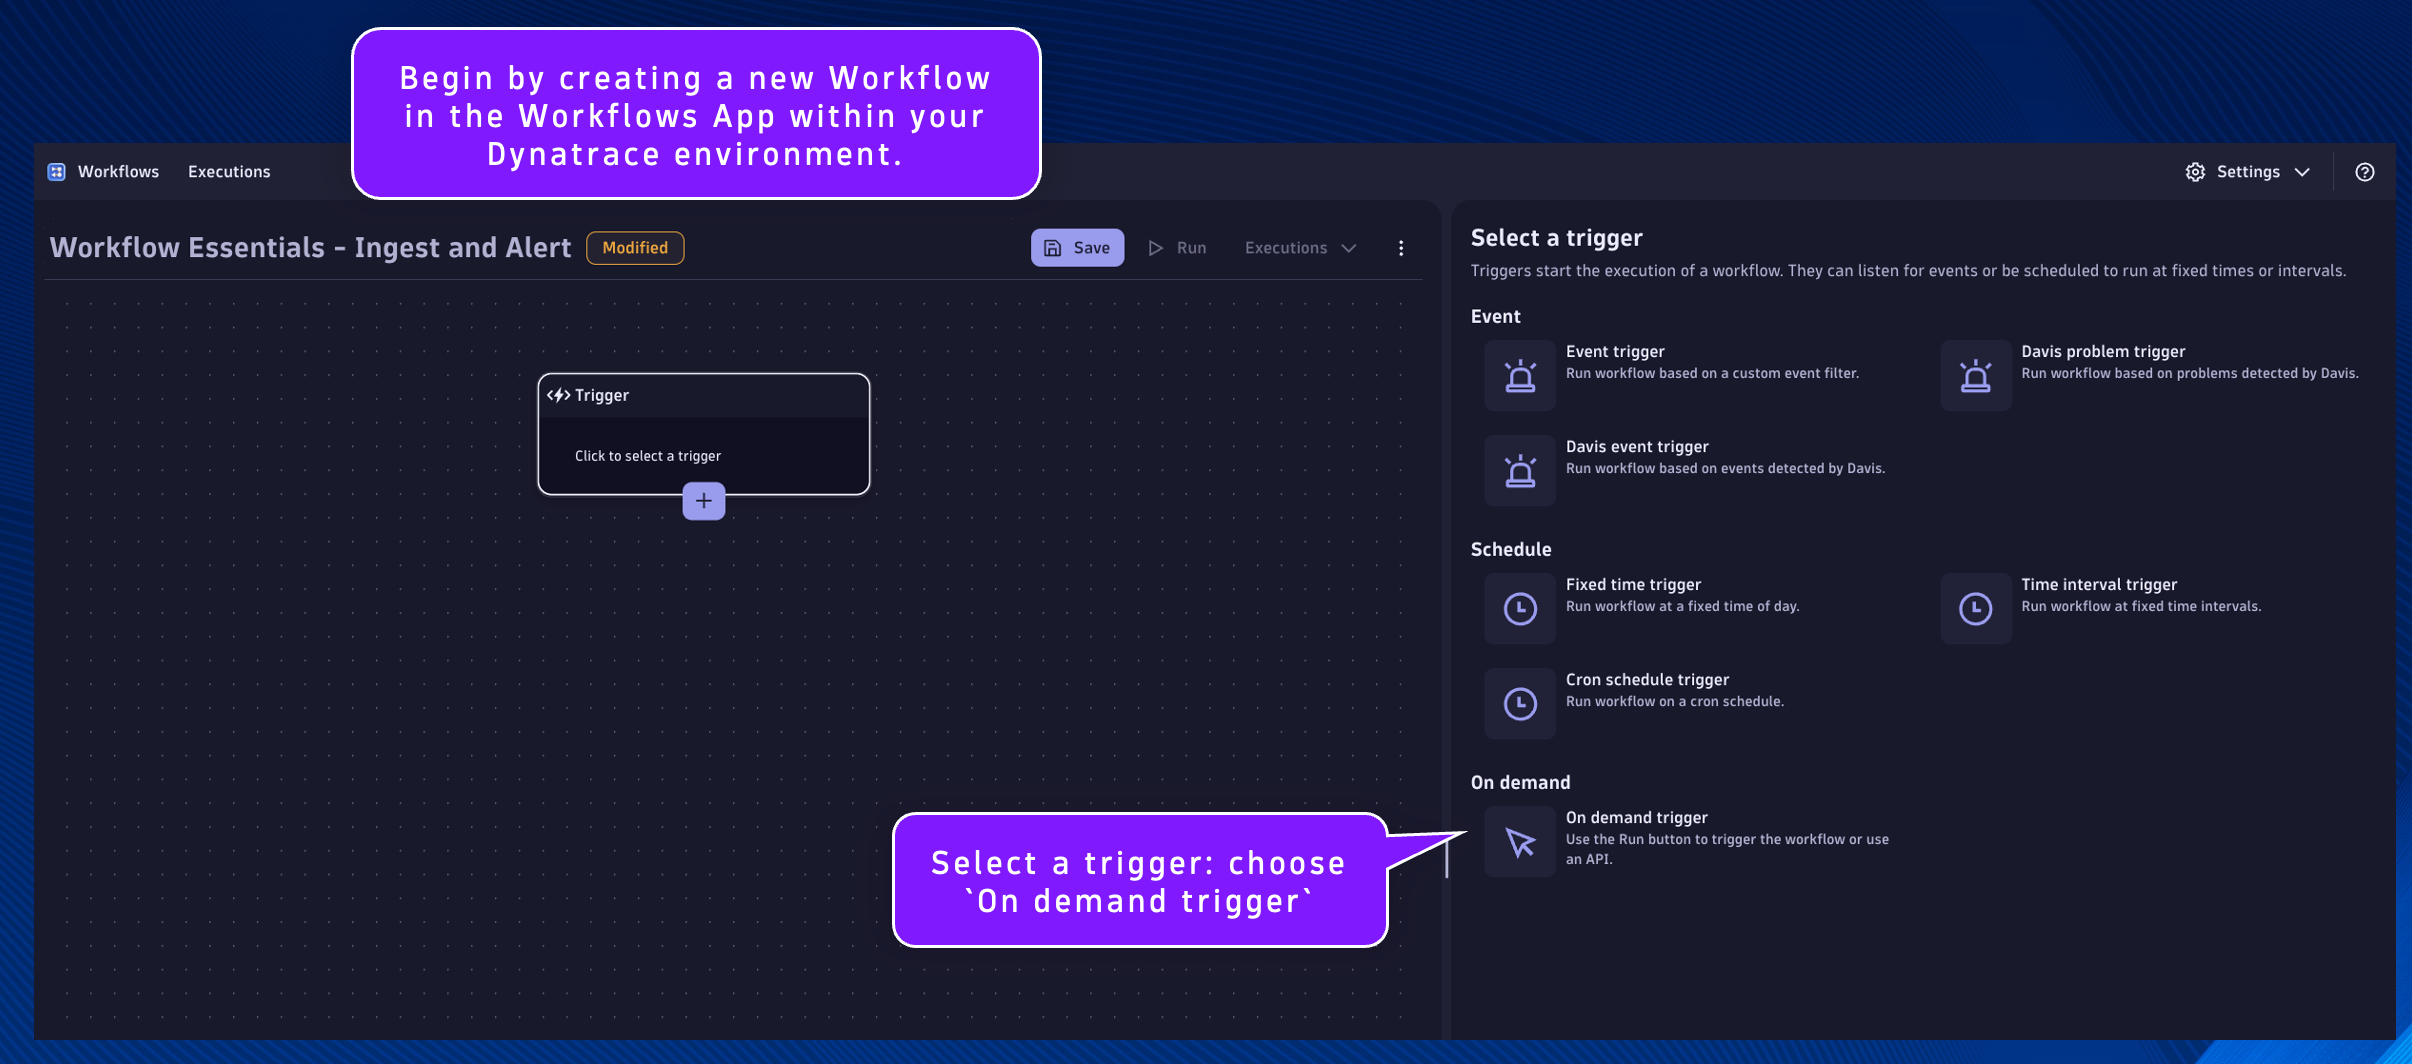 Begin by creating a new Workflow
in the Workflows App within your
Dynatrace environment.
Workflows
Executions
Settings
Workflow Essentials - Ingest and Alert
Modified
Save
Run
Executions
Trigger
Click to select a trigger
Select a trigger
Triggers start the execution of a workflow. They can listen for events or be scheduled to run at fixed times or intervals.
Event
Event trigger
Run workflow based on a custom event filter.
Davis problem trigger
Run workflow based on problems detected by Davis.
Davis event trigger
Run workflow based on events detected by Davis.
Schedule
Fixed time trigger
Run workflow at a fixed time of day.
Time interval trigger
Run workflow at fixed time intervals.
Cron schedule trigger
Run workflow on a cron schedule.
On demand
On demand trigger
Use the Run button to trigger the workflow or use
an API.
Select a trigger: choose
`On demand trigger`